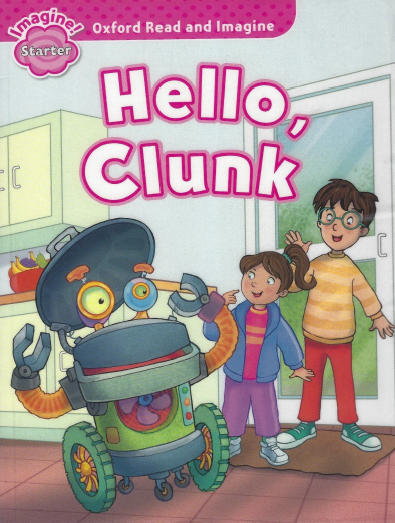 Imagine!
Starter
Oxford Read and Imagine
Hello,
Clunk